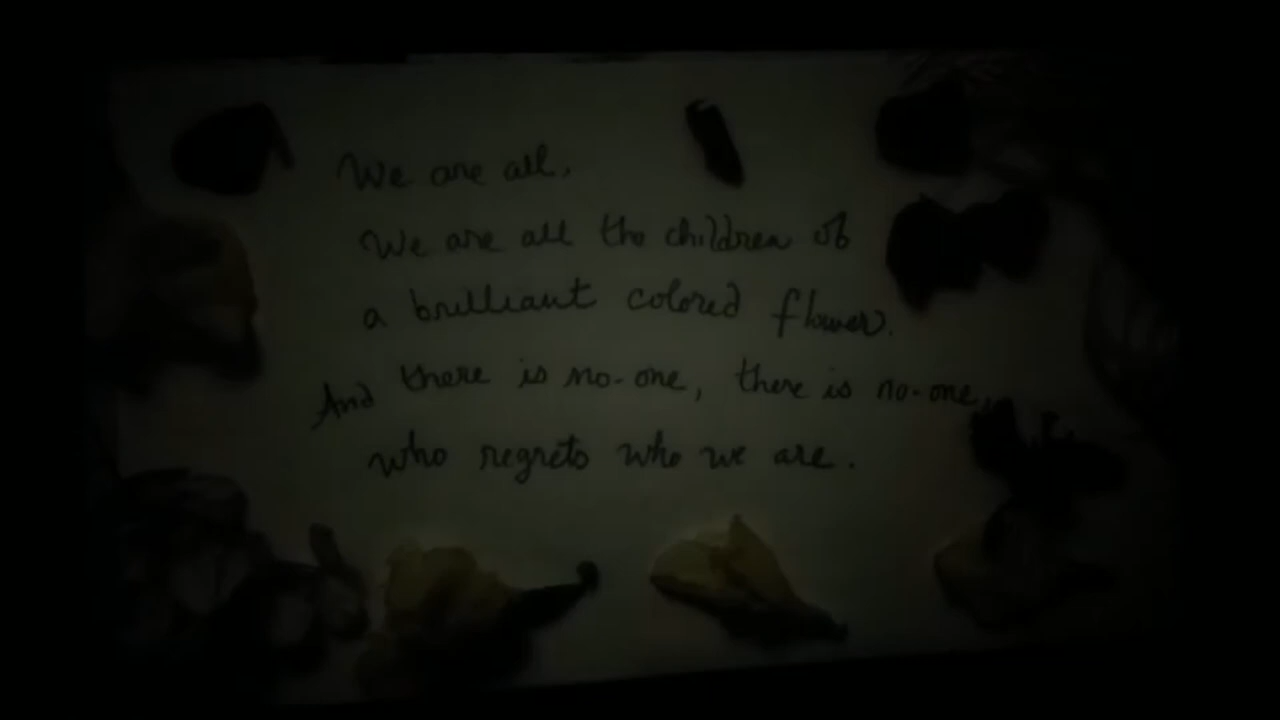 We are all,
We are all the children of
a brilliant colored flower.
And there is no-one, there is no-one,
who regrets who we are.